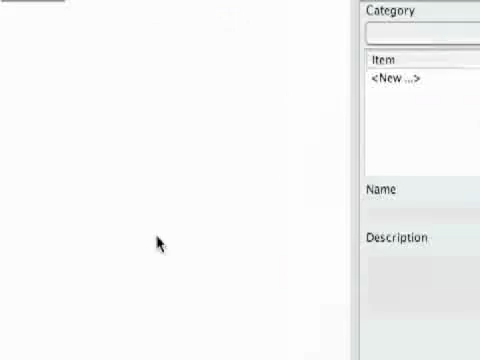 Category
Item
<New ...>
Name
Description